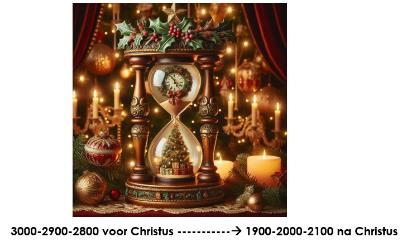 3000-2900-2800 voor Christus -----------→ 1900-2000-2100 na Christus